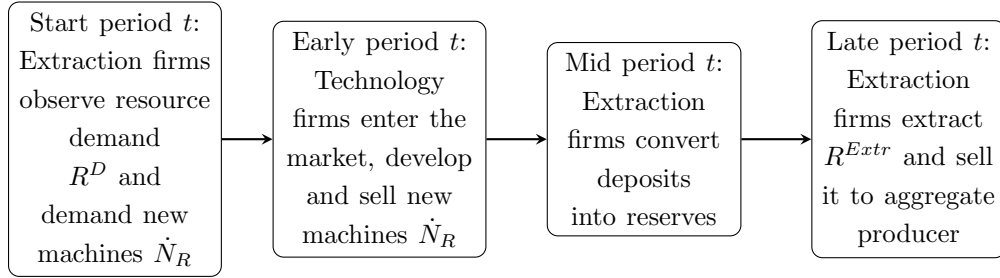 Start period t:
Extraction firms
observe resource
demand
R^D and
demand new
machines Ṅ_R
Early period t:
Technology
firms enter the
market, develop
and sell new
machines Ṅ_R
Mid period t:
Extraction
firms convert
deposits
into reserves
Late period t:
Extraction
firms extract
R^{Extr} and sell
it to aggregate
producer